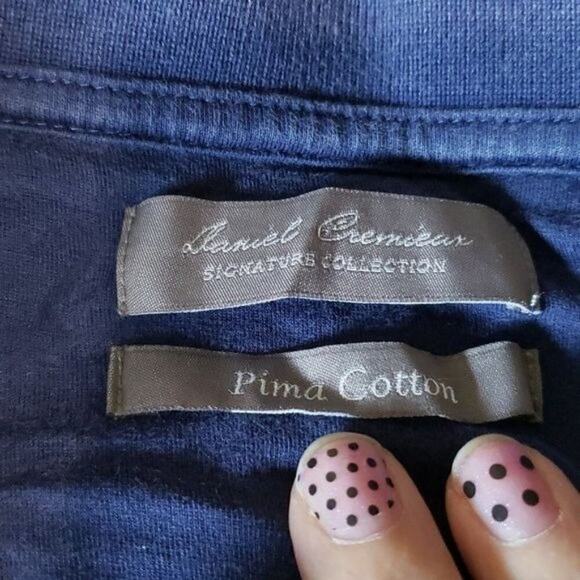 Daniel Cremieux
SIGNATURE COLLECTION
Pima Cotton